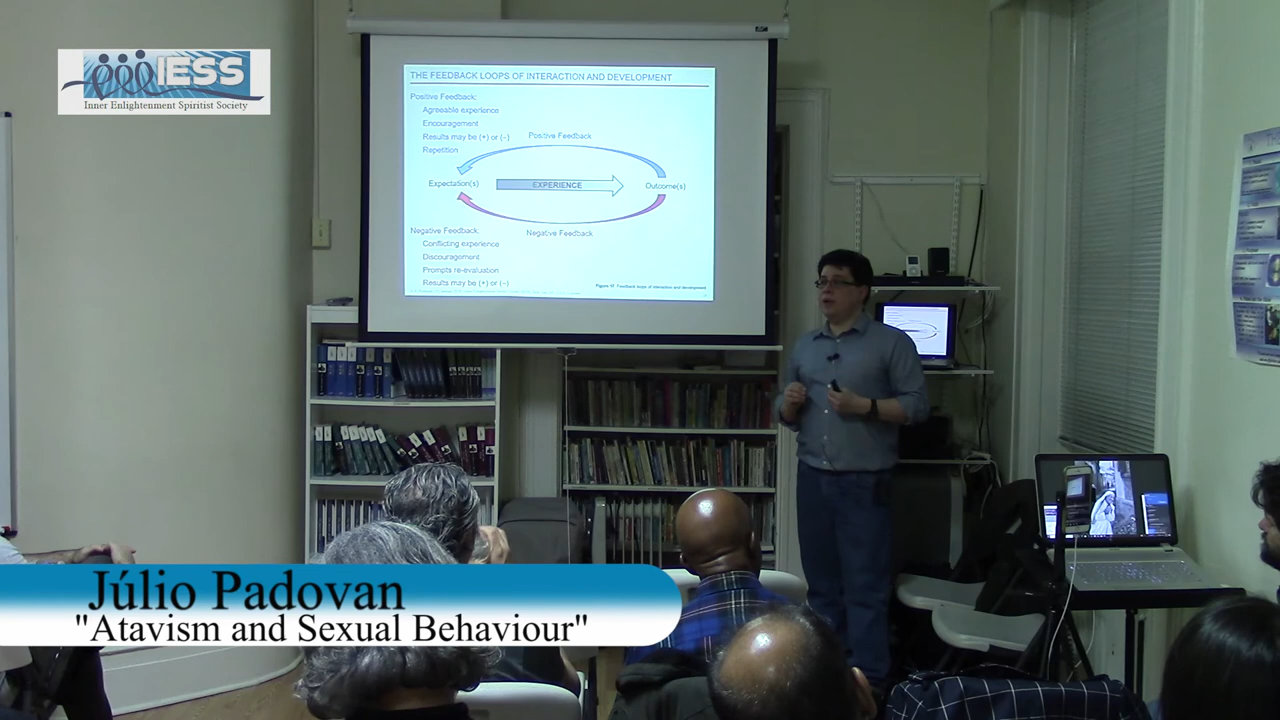 IESS
Inner Enlightenment Spiritist Society
THE FEEDBACK LOOPS OF INTERACTION AND DEVELOPMENT
Positive Feedback:
Agreeable experience
Encouragement
Results may be (+) or (–)
Repetition
Positive Feedback
Expectation(s)
EXPERIENCE
Outcome(s)
Negative Feedback
Negative Feedback:
Conflicting experience
Discouragement
Prompts re-evaluation
Results may be (+) or (–)
Figure 17. Feedback loops of interaction and development
Júlio Padovan
"Atavism and Sexual Behaviour"